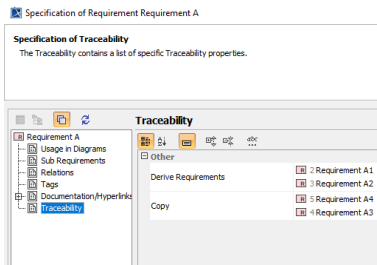 Specification of Requirement Requirement A
Specification of Traceability
The Traceability contains a list of specific Traceability properties.
Traceability
R Requirement A
Usage in Diagrams
Sub Requirements
Relations
Tags
Documentation/Hyperlinks
Traceability
abc
Other
Derive Requirements
R 2 Requirement A1
R 3 Requirement A2
Copy
R 5 Requirement A4
R 4 Requirement A3